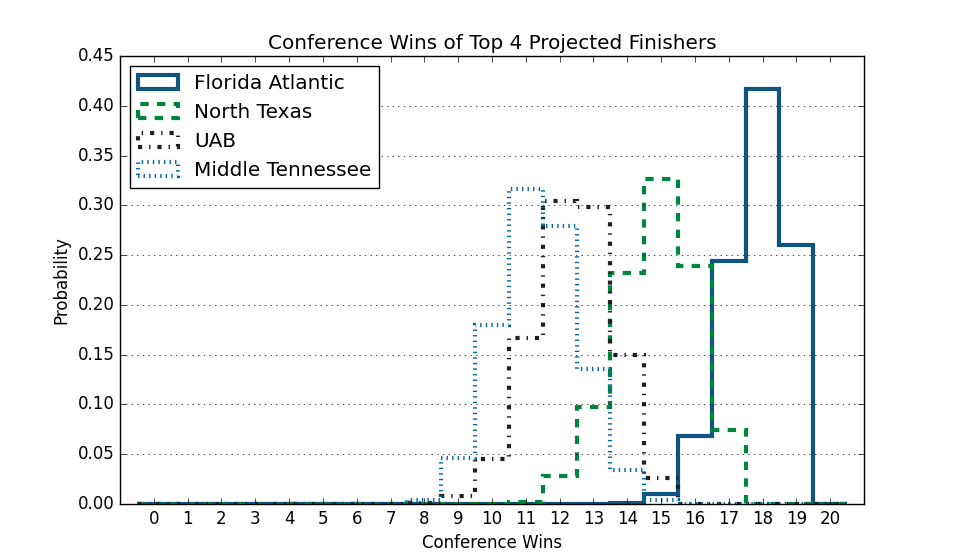 Conference Wins of Top 4 Projected Finishers
0.45
0.40
0.35
0.30
0.25
0.20
0.15
0.10
0.05
0.00
Probability
Florida Atlantic
North Texas
UAB
Middle Tennessee
0 1 2 3 4 5 6 7 8 9 10 11 12 13 14 15 16 17 18 19 20
Conference Wins